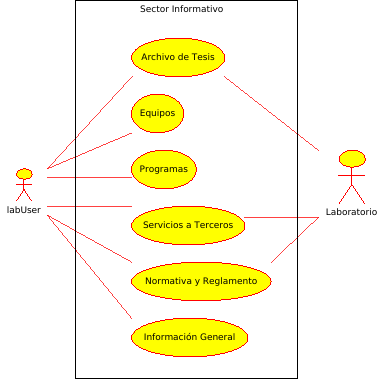 Sector Informativo
Archivo de Tesis
Equipos
Programas
labUser
Laboratorio
Servicios a Terceros
Normativa y Reglamento
Información General